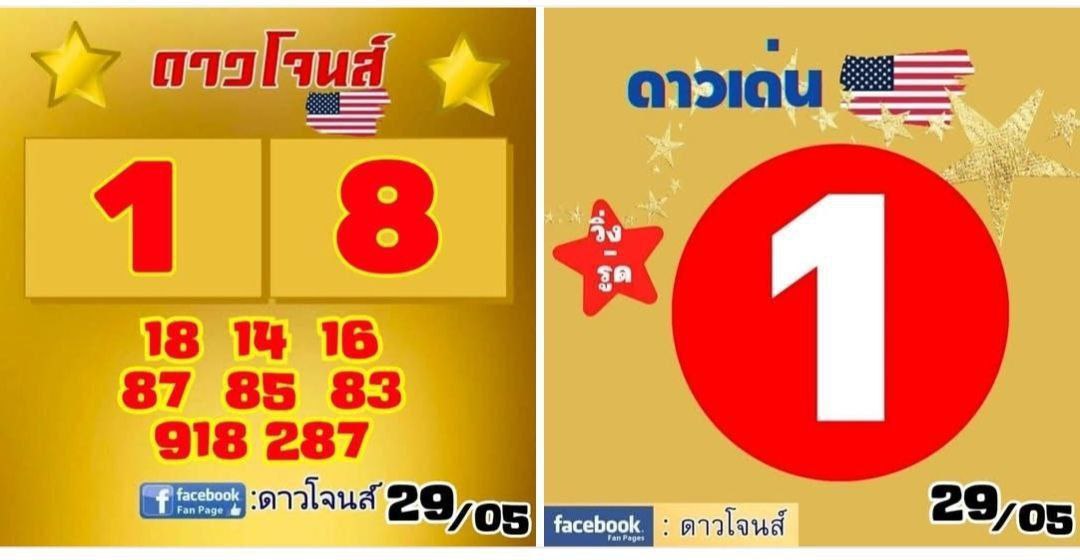 ดาวโจนส์
1 8
18 14 16
87 85 83
918 287
facebook
Fan Page
:ดาวโจนส์ 29/05
ดาวเด่น
วิ่ง
-
รูด
1
facebook.
Fan Pages
: ดาวโจนส์
29/05